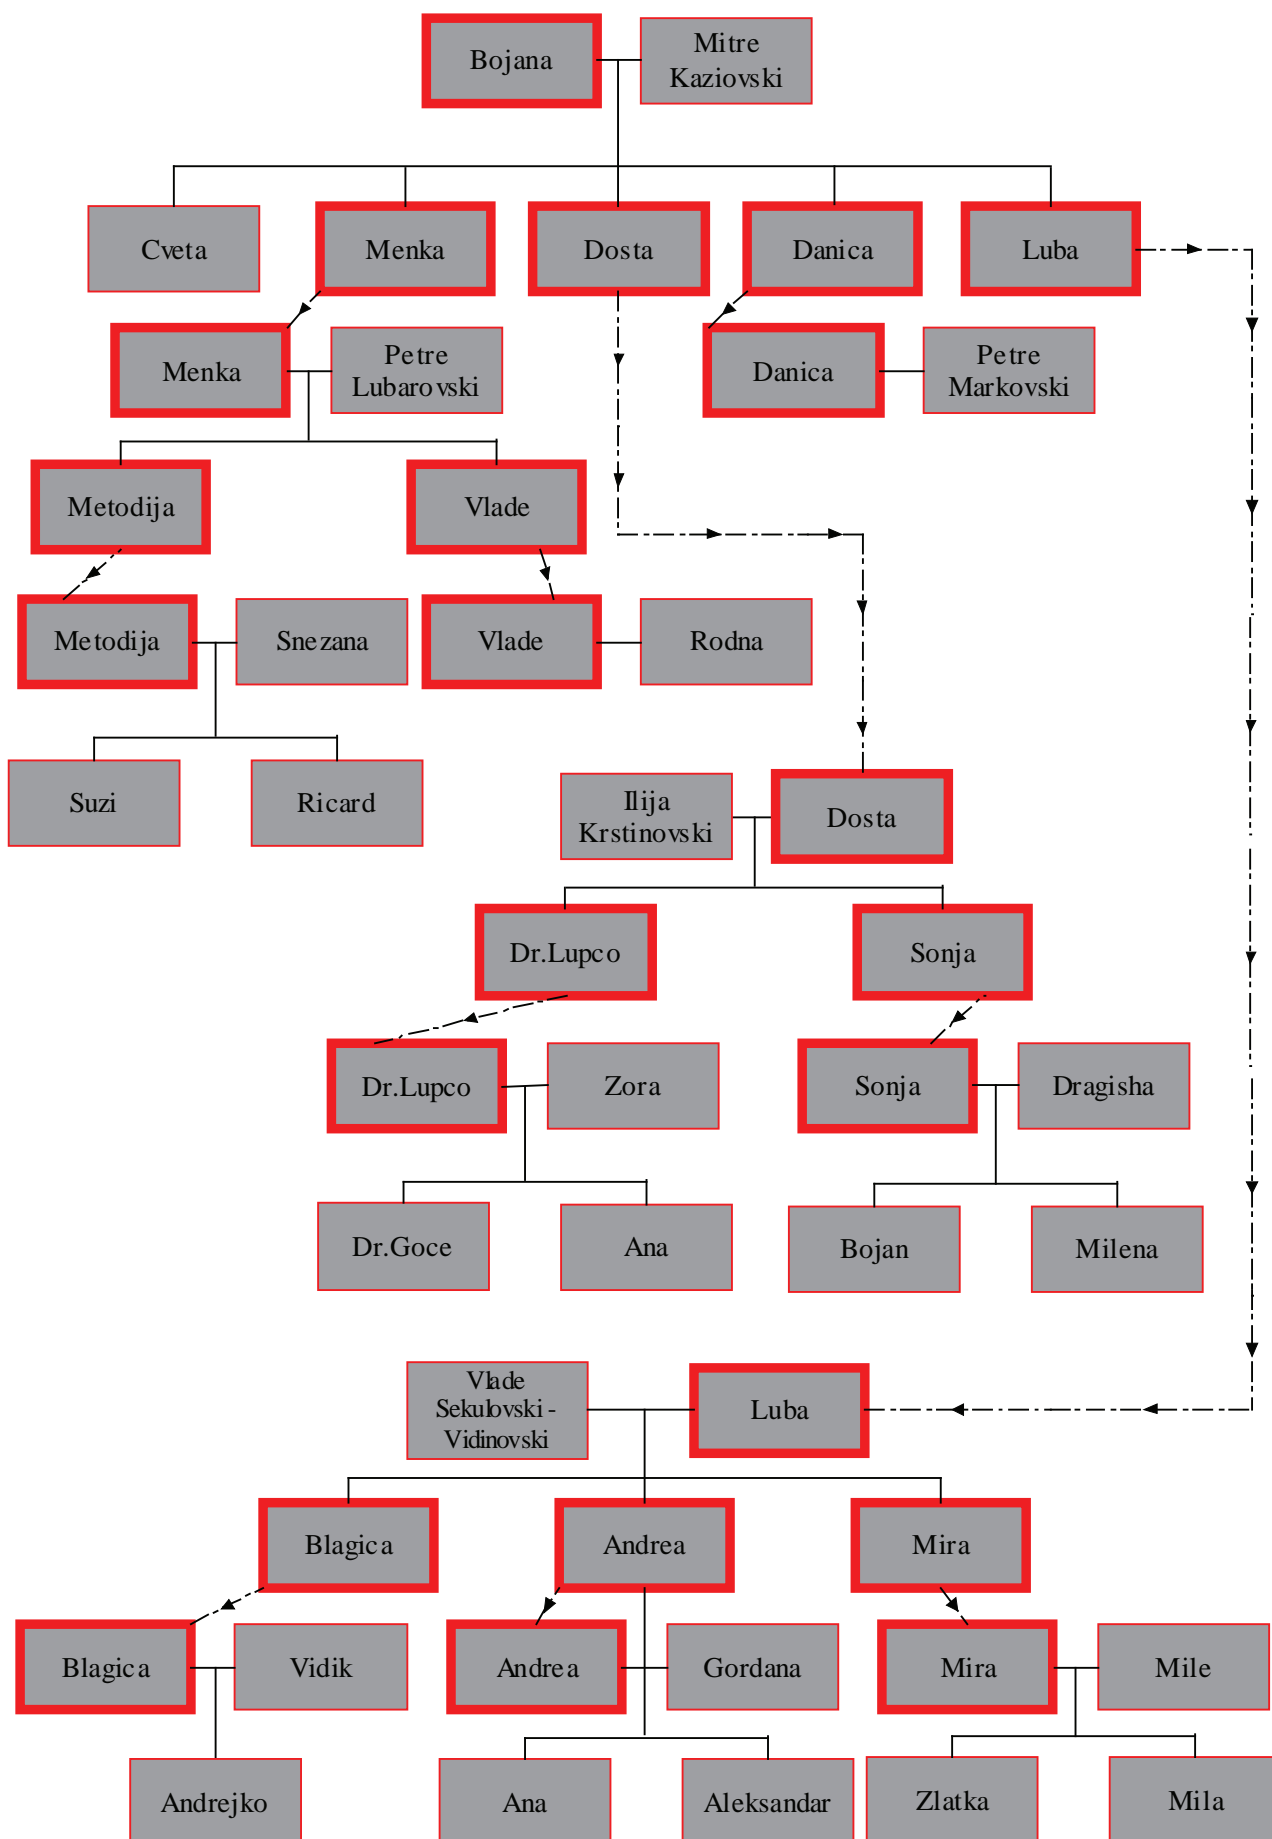 Bojana
Mitre
Kaziovski
Cveta
Menka
Dosta
Danica
Luba
Menka
Petre
Lubarovski
Danica
Petre
Markovski
Metodija
Vlade
Metodija
Snezana
Vlade
Rodna
Suzi
Ricard
Ilija
Krstinovski
Dosta
Dr.Lupco
Sonja
Dr.Lupco
Zora
Sonja
Dragisha
Dr.Goce
Ana
Bojan
Milena
Vlade
Sekulovski-
Vidinovski
Luba
Blagica
Andrea
Mira
Blagica
Vidik
Andrea
Gordana
Mira
Mile
Andrejko
Ana
Aleksandar
Zlatka
Mila